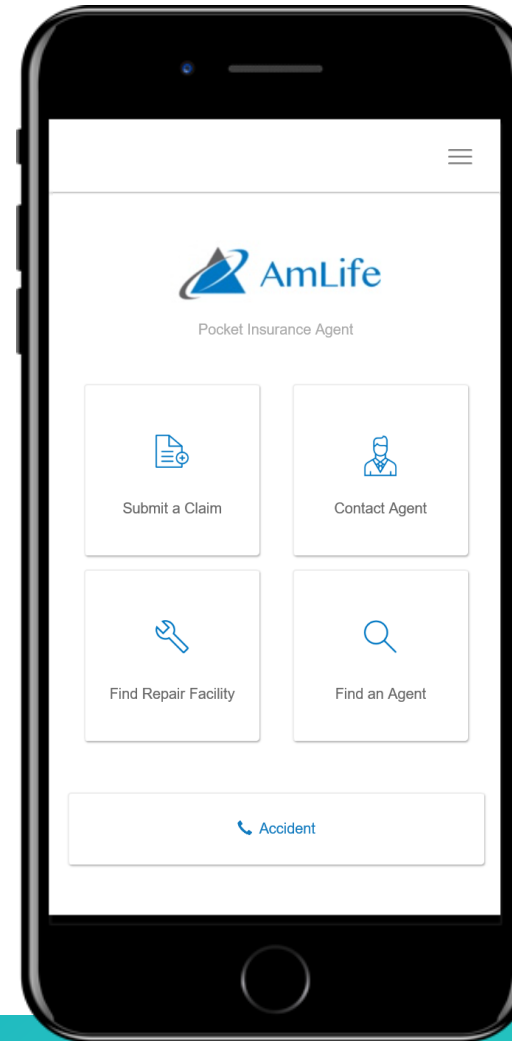 AmLife
Pocket Insurance Agent
Submit a Claim
Contact Agent
Find Repair Facility
Find an Agent
Accident